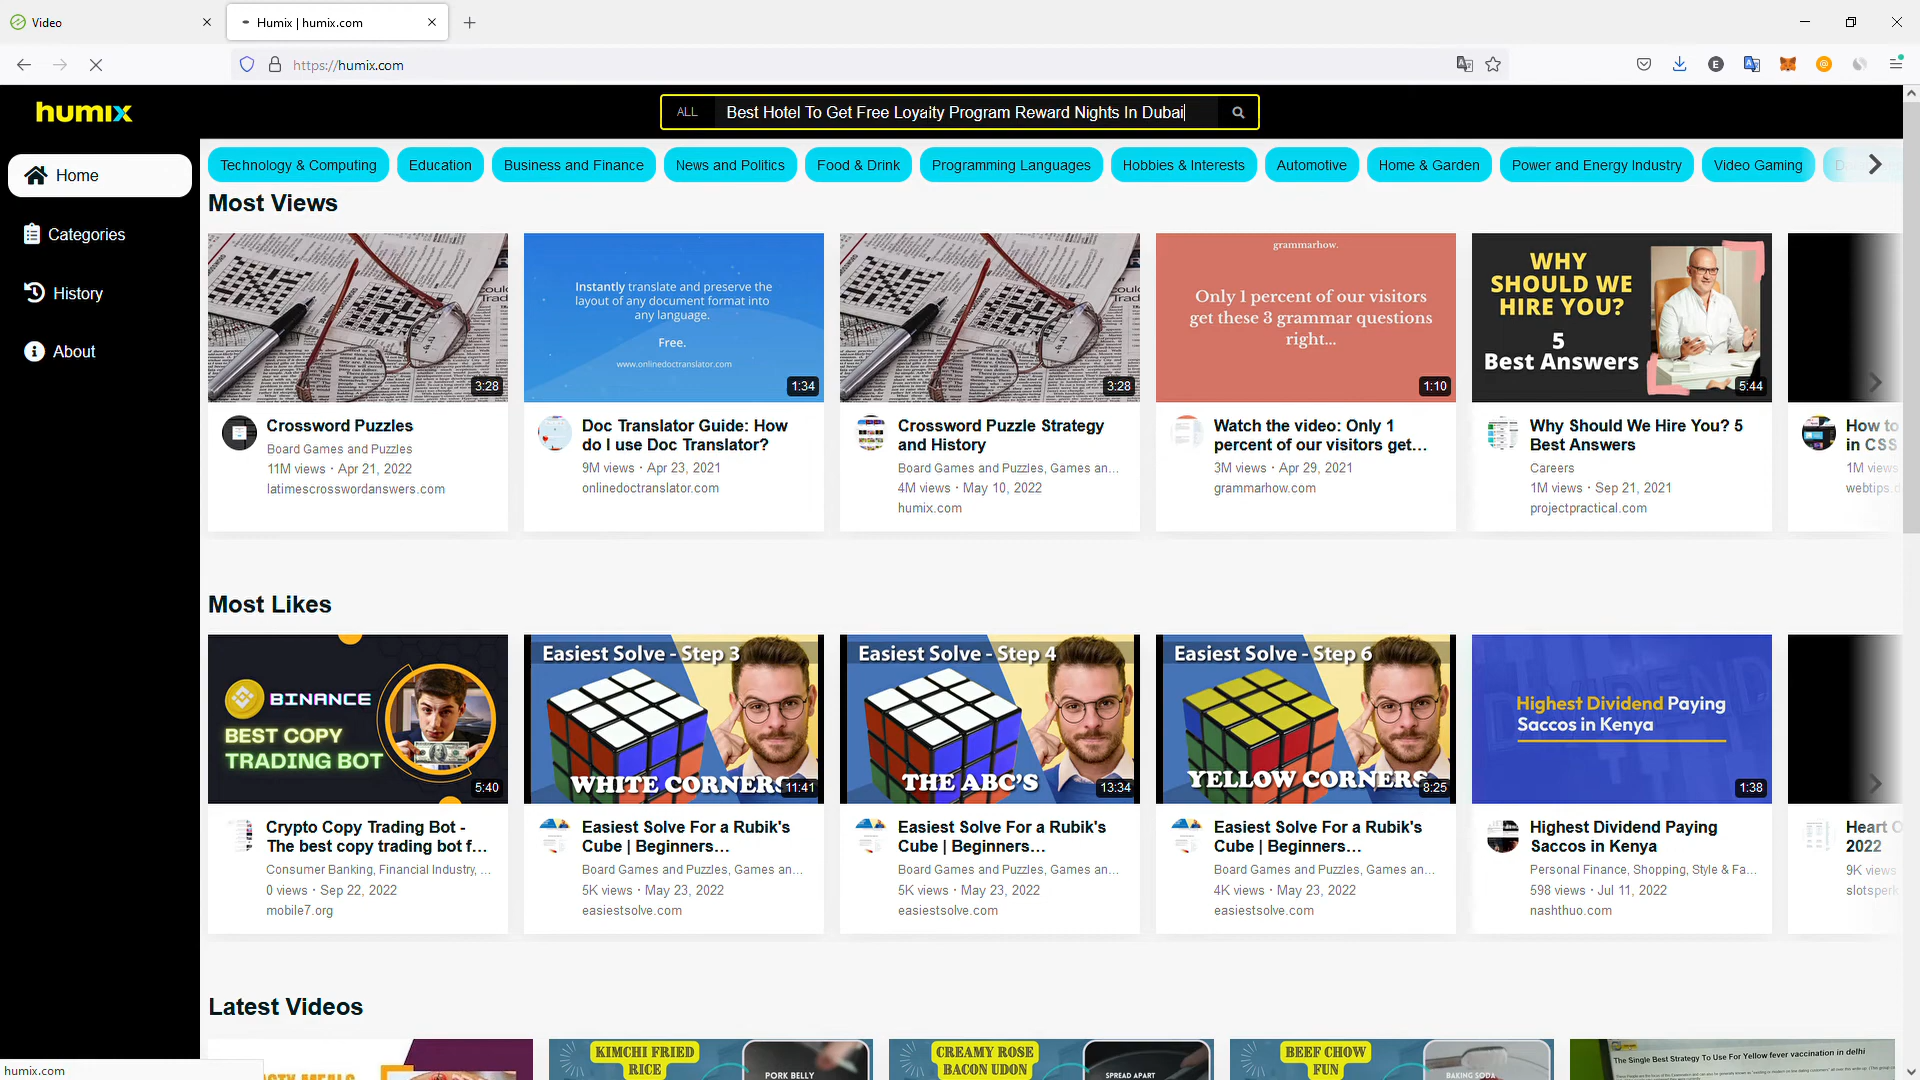 Video
Humix | humix.com
https://humix.com
humix
ALL
Best Hotel To Get Free Loyalty Program Reward Nights In Dubai
Home
Categories
History
About
Technology & Computing
Education
Business and Finance
News and Politics
Food & Drink
Programming Languages
Hobbies & Interests
Automotive
Home & Garden
Power and Energy Industry
Video Gaming
Most Views
3:28
Crossword Puzzles
Board Games and Puzzles
11M views • Apr 21, 2022
latimescrosswordanswers.com
Instantly translate and preserve the
layout of any document format into
any language.
Free.
www.onlinedoctranslator.com
1:34
Doc Translator Guide: How
do I use Doc Translator?
9M views • Apr 23, 2021
onlinedoctranslator.com
3:28
Crossword Puzzle Strategy
and History
Board Games and Puzzles, Games an...
4M views • May 10, 2022
humix.com
grammarhow.
Only 1 percent of our visitors
get these 3 grammar questions
right...
1:10
Watch the video: Only 1
percent of our visitors get...
3M views • Apr 29, 2021
grammarhow.com
WHY
SHOULD WE
HIRE YOU?
5
Best Answers
5:44
Why Should We Hire You? 5
Best Answers
Careers
1M views • Sep 21, 2021
projectpractical.com
How to
in CSS
1M views
webtips.d
Most Likes
BINANCE
BEST COPY
TRADING BOT
5:40
Crypto Copy Trading Bot -
The best copy trading bot f...
Consumer Banking, Financial Industry, ...
0 views • Sep 22, 2022
mobile7.org
Easiest Solve - Step 3
WHITE CORNERS
11:41
Easiest Solve For a Rubik's
Cube | Beginners...
Board Games and Puzzles, Games an...
5K views • May 23, 2022
easiestsolve.com
Easiest Solve - Step 4
THE ABC'S
13:34
Easiest Solve For a Rubik's
Cube | Beginners...
Board Games and Puzzles, Games an...
5K views • May 23, 2022
easiestsolve.com
Easiest Solve - Step 6
YELLOW CORNERS
8:25
Easiest Solve For a Rubik's
Cube | Beginners...
Board Games and Puzzles, Games an...
4K views • May 23, 2022
easiestsolve.com
Highest Dividend Paying
Saccos in Kenya
1:38
Highest Dividend Paying
Saccos in Kenya
Personal Finance, Shopping, Style & Fa...
598 views • Jul 11, 2022
nashthuo.com
Heart O
2022
9K views
slotsperk
Latest Videos
KIMCHI FRIED
RICE
PORK BELLY
CREAMY ROSE
BACON UDON
SPREAD APART
BEEF CHOW
FUN
BAKING SODA
The Single Best Strategy To Use For Yellow fever vaccination in delhi
humix.com